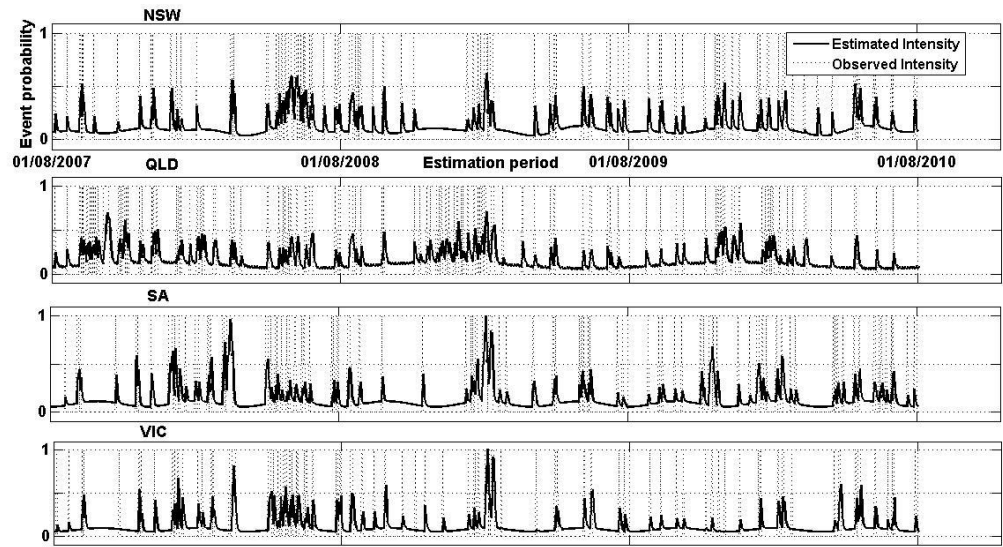 NSW
Event probability
1
0
Estimated Intensity
Observed Intensity
01/08/2007 01/08/2008 Estimation period 01/08/2009 01/08/2010
QLD
1
0
SA
1
0
VIC
1
0